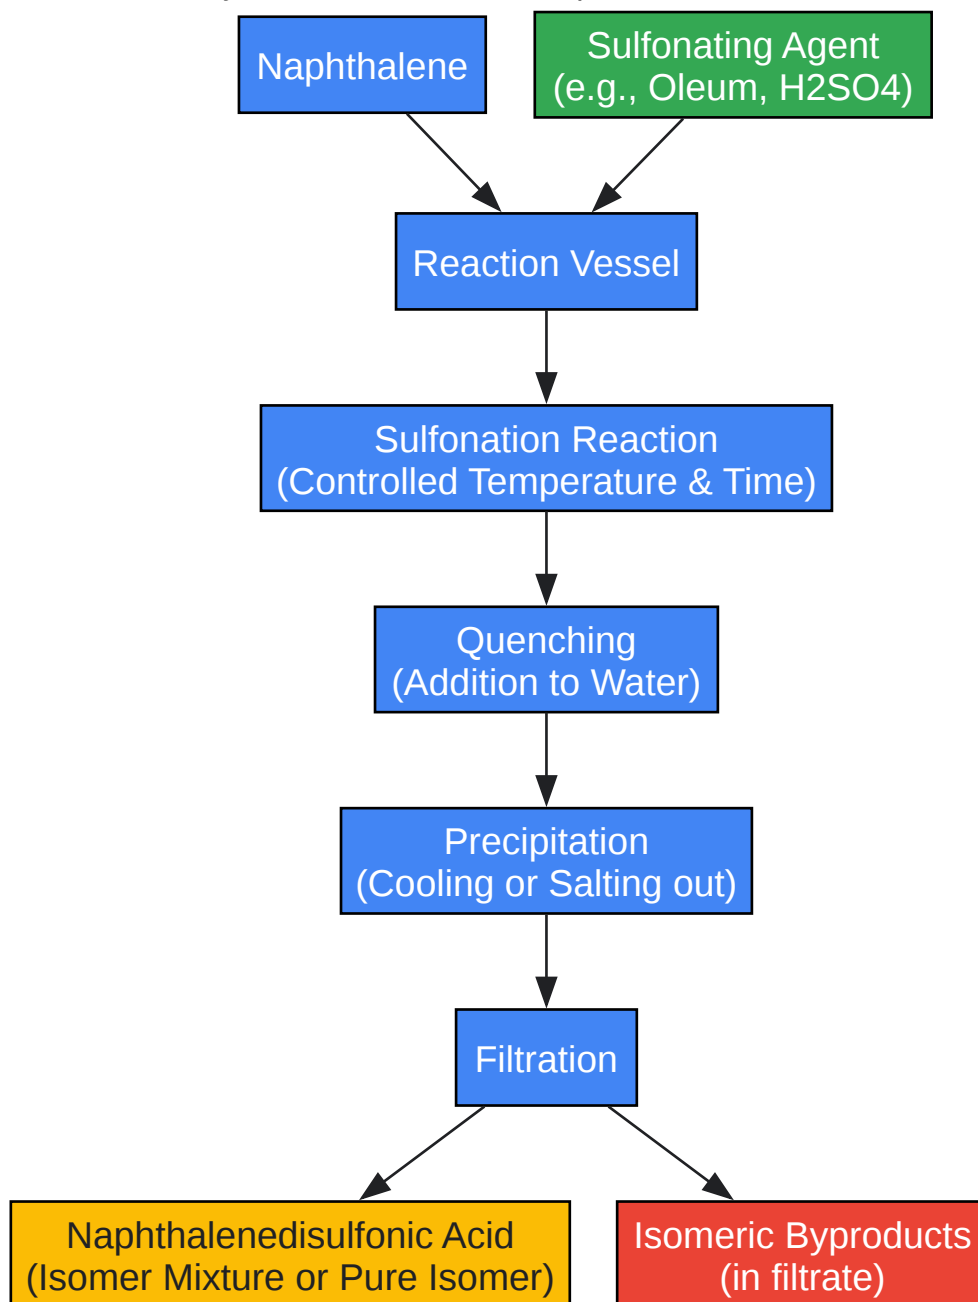 Naphthalene
Sulfonating Agent
(e.g., Oleum, H2SO4)
Reaction Vessel
Sulfonation Reaction
(Controlled Temperature & Time)
Quenching
(Addition to Water)
Precipitation
(Cooling or Salting out)
Filtration
Naphthalenedisulfonic Acid
(Isomer Mixture or Pure Isomer)
Isomeric Byproducts
(in filtrate)